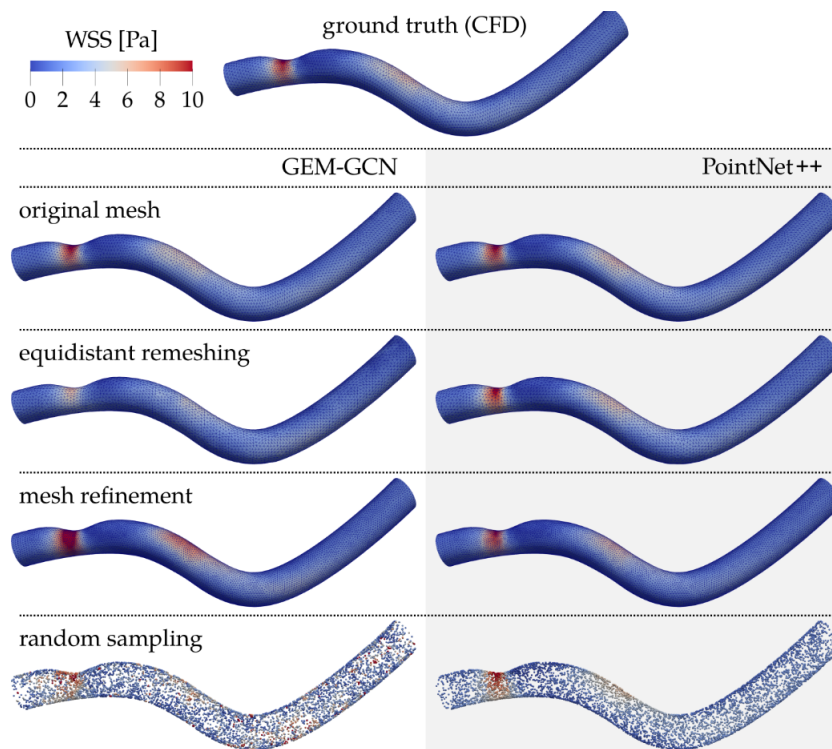 ground truth (CFD)
WSS [Pa]
0 2 4 6 8 10
GEM-GCN PointNet++
original mesh
equidistant remeshing
mesh refinement
random sampling